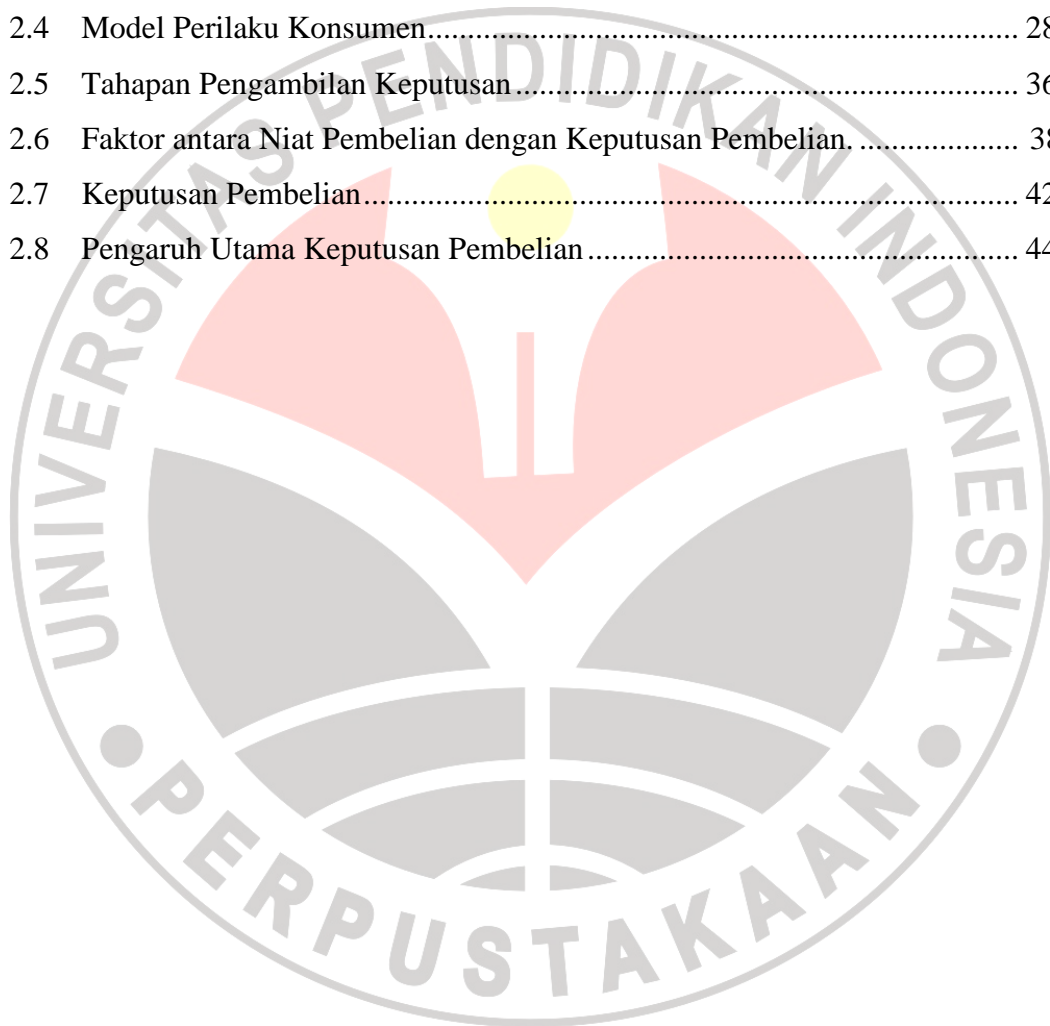 2.4 Model Perilaku Konsumen........................................................................... 28
2.5 Tahapan Pengambilan Keputusan ................................................................ 36
2.6 Faktor antara Niat Pembelian dengan Keputusan Pembelian. .................... 38
2.7 Keputusan Pembelian................................................................................... 42
2.8 Pengaruh Utama Keputusan Pembelian ....................................................... 44
UNIVERSITAS PENDIDIKAN INDONESIA
PERPUSTAKAAN